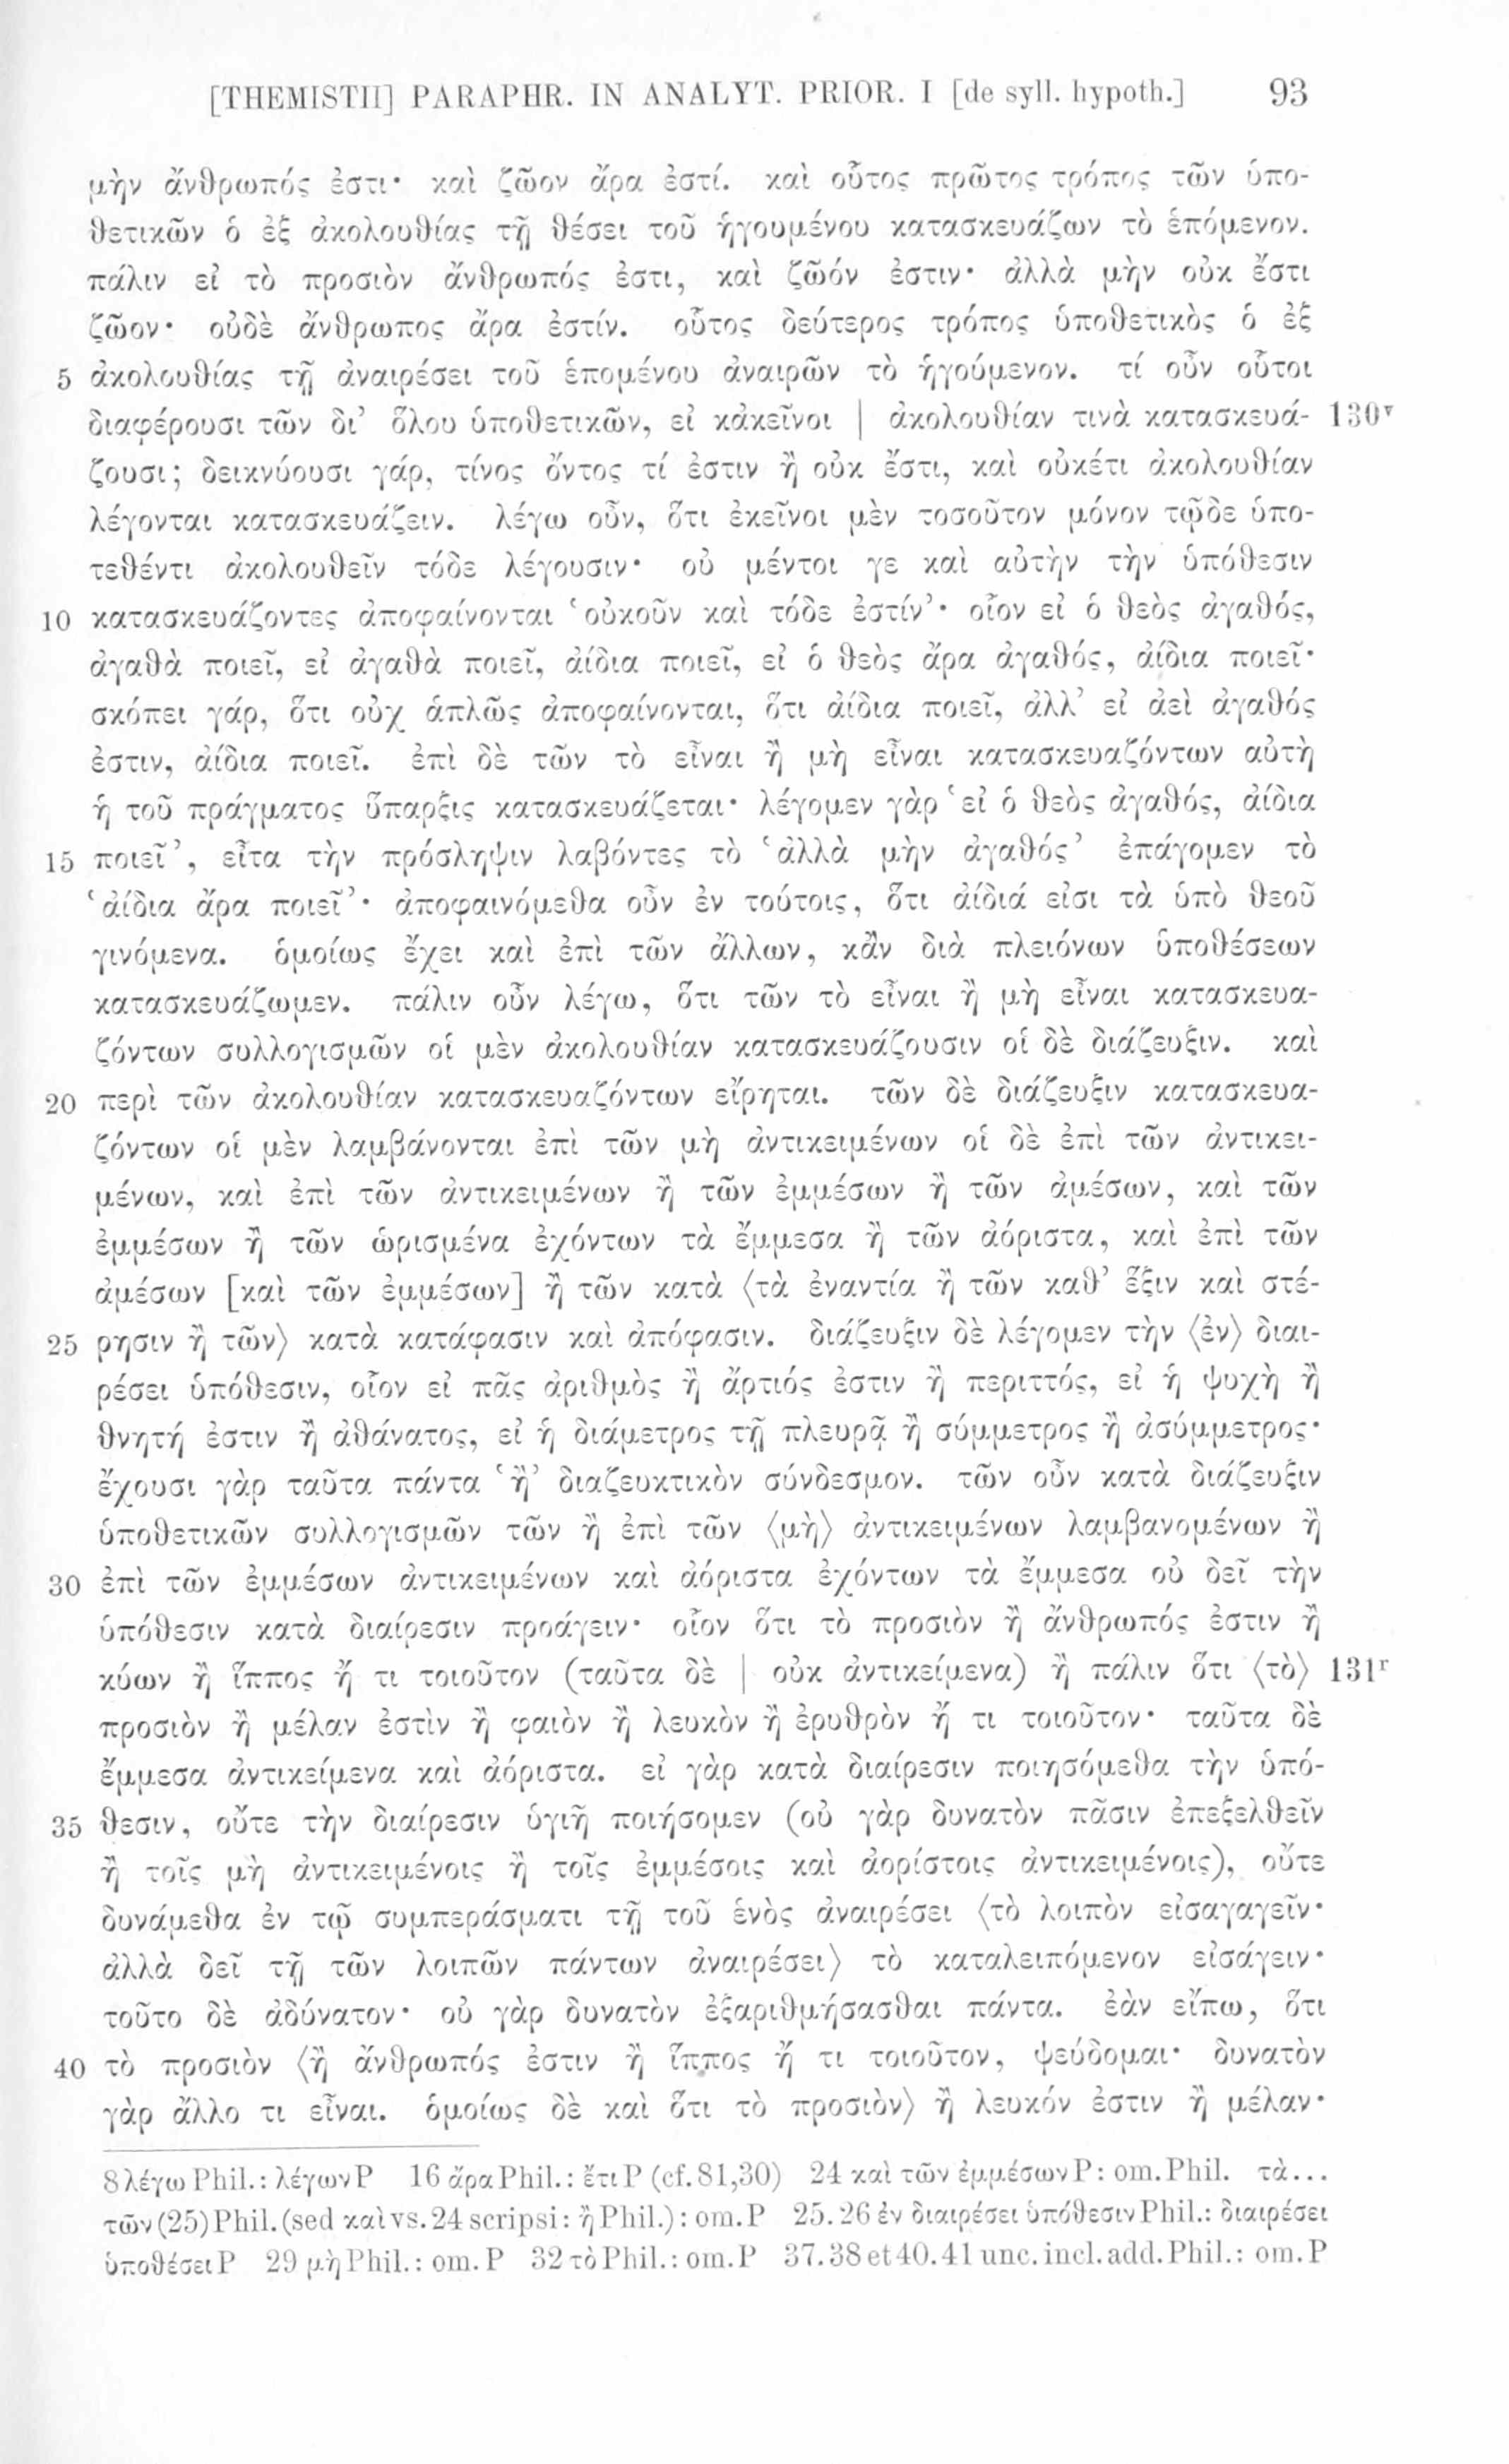 [THEMISTII] PARAPHR. IN ANALYT. PRIOR. I [de syll. hypoth.] 93
μὴν ἄνθρωπός ἐστι· καὶ ζῷον ἄρα ἐστί. καὶ οὗτος πρῶτος τρόπος τῶν ὑπο-
θετικῶν ὁ ἐξ ἀκολουθίας τῇ θέσει τοῦ ἡγουμένου κατασκευάζων τὸ ἑπόμενον.
πάλιν εἰ τὸ προσιὸν ἄνθρωπός ἐστι, καὶ ζῷόν ἐστιν· ἀλλὰ μὴν οὐκ ἔστι
ζῷον· οὐδὲ ἄνθρωπος ἄρα ἐστίν. οὗτος δεύτερος τρόπος ὑποθετικὸς ὁ ἐξ
5 ἀκολουθίας τῇ ἀναιρέσει τοῦ ἑπομένου ἀναιρῶν τὸ ἡγούμενον. τί οὖν οὗτοι
διαφέρουσι τῶν δι’ ὅλου ὑποθετικῶν, εἰ κἀκεῖνοι | ἀκολουθίαν τινὰ κατασκευά- 130ᵛ
ζουσι; δεικνύουσι γάρ, τίνος ὄντος τί ἐστιν ἢ οὐκ ἔστι, καὶ οὐκέτι ἀκολουθίαν
λέγονται κατασκευάζειν. λέγω οὖν, ὅτι ἐκεῖνοι μὲν τοσοῦτον μόνον τῷδε ὑπο-
τεθέντι ἀκολουθεῖν τόδε λέγουσιν· οὐ μέντοι γε καὶ αὐτὴν τὴν ὑπόθεσιν
10 κατασκευάζοντες ἀποφαίνονται ‘οὐκοῦν καὶ τόδε ἐστίν’· οἷον εἰ ὁ θεὸς ἀγαθός,
ἀγαθὰ ποιεῖ, εἰ ἀγαθὰ ποιεῖ, ἀίδια ποιεῖ, εἰ ὁ θεὸς ἄρα ἀγαθός, ἀίδια ποιεῖ·
σκόπει γάρ, ὅτι οὐχ ἁπλῶς ἀποφαίνονται, ὅτι ἀίδια ποιεῖ, ἀλλ’ εἰ ἀεὶ ἀγαθός
ἐστιν, ἀίδια ποιεῖ. ἐπὶ δὲ τῶν τὸ εἶναι ἢ μὴ εἶναι κατασκευαζόντων αὐτὴ
ἡ τοῦ πράγματος ὕπαρξις κατασκευάζεται· λέγομεν γὰρ ‘εἰ ὁ θεὸς ἀγαθός, ἀίδια
15 ποιεῖ’, εἶτα τὴν πρόσληψιν λαβόντες τὸ ‘ἀλλὰ μὴν ἀγαθός’ ἐπάγομεν τὸ
‘ἀίδια ἄρα ποιεῖ’· ἀποφαινόμεθα οὖν ἐν τούτοις, ὅτι ἀίδιά εἰσι τὰ ὑπὸ θεοῦ
γινόμενα. ὁμοίως ἔχει καὶ ἐπὶ τῶν ἄλλων, κἂν διὰ πλειόνων ὑποθέσεων
κατασκευάζωμεν. πάλιν οὖν λέγω, ὅτι τῶν τὸ εἶναι ἢ μὴ εἶναι κατασκευα-
ζόντων συλλογισμῶν οἱ μὲν ἀκολουθίαν κατασκευάζουσιν οἱ δὲ διάζευξιν. καὶ
20 περὶ τῶν ἀκολουθίαν κατασκευαζόντων εἴρηται. τῶν δὲ διάζευξιν κατασκευα-
ζόντων οἱ μὲν λαμβάνονται ἐπὶ τῶν μὴ ἀντικειμένων οἱ δὲ ἐπὶ τῶν ἀντικει-
μένων, καὶ ἐπὶ τῶν ἀντικειμένων ἢ τῶν ἐμμέσων ἢ τῶν ἀμέσων, καὶ τῶν
ἐμμέσων ἢ τῶν ὡρισμένα ἐχόντων τὰ ἔμμεσα ἢ τῶν ἀόριστα, καὶ ἐπὶ τῶν
ἀμέσων [καὶ τῶν ἐμμέσων] ἢ τῶν κατὰ ⟨τὰ ἐναντία ἢ τῶν καθ’ ἕξιν καὶ στέ-
25 ρησιν ἢ τῶν⟩ κατὰ κατάφασιν καὶ ἀπόφασιν. διάζευξιν δὲ λέγομεν τὴν ⟨ἐν⟩ διαι-
ρέσει ὑπόθεσιν, οἷον εἰ πᾶς ἀριθμὸς ἢ ἄρτιός ἐστιν ἢ περιττός, εἰ ἡ ψυχὴ ἢ
θνητή ἐστιν ἢ ἀθάνατος, εἰ ἡ διάμετρος τῇ πλευρᾷ ἢ σύμμετρος ἢ ἀσύμμετρος·
ἔχουσι γὰρ ταῦτα πάντα ‘ἢ’ διαζευκτικὸν σύνδεσμον. τῶν οὖν κατὰ διάζευξιν
ὑποθετικῶν συλλογισμῶν τῶν ἢ ἐπὶ τῶν ⟨μὴ⟩ ἀντικειμένων λαμβανομένων ἢ
30 ἐπὶ τῶν ἐμμέσων ἀντικειμένων καὶ ἀόριστα ἐχόντων τὰ ἔμμεσα οὐ δεῖ τὴν
ὑπόθεσιν κατὰ διαίρεσιν προάγειν· οἷον ὅτι τὸ προσιὸν ἢ ἄνθρωπός ἐστιν ἢ
κύων ἢ ἵππος ἤ τι τοιοῦτον (ταῦτα δὲ | οὐκ ἀντικείμενα) ἢ πάλιν ὅτι ⟨τὸ⟩ 131ʳ
προσιὸν ἢ μέλαν ἐστὶν ἢ φαιὸν ἢ λευκὸν ἢ ἐρυθρὸν ἤ τι τοιοῦτον· ταῦτα δὲ
ἔμμεσα ἀντικείμενα καὶ ἀόριστα. εἰ γὰρ κατὰ διαίρεσιν ποιησόμεθα τὴν ὑπό-
35 θεσιν, οὔτε τὴν διαίρεσιν ὑγιῆ ποιήσομεν (οὐ γὰρ δυνατὸν πᾶσιν ἐπεξελθεῖν
ἢ τοῖς μὴ ἀντικειμένοις ἢ τοῖς ἐμμέσοις καὶ ἀορίστοις ἀντικειμένοις), οὔτε
δυνάμεθα ἐν τῷ συμπεράσματι τῇ τοῦ ἑνὸς ἀναιρέσει ⟨τὸ λοιπὸν εἰσαγαγεῖν·
ἀλλὰ δεῖ τῇ τῶν λοιπῶν πάντων ἀναιρέσει⟩ τὸ καταλειπόμενον εἰσάγειν·
τοῦτο δὲ ἀδύνατον· οὐ γὰρ δυνατὸν ἐξαριθμήσασθαι πάντα. ἐὰν εἴπω, ὅτι
40 τὸ προσιὸν ⟨ἢ ἄνθρωπός ἐστιν ἢ ἵππος ἤ τι τοιοῦτον, ψεύδομαι· δυνατὸν
γὰρ ἄλλο τι εἶναι. ὁμοίως δὲ καὶ ὅτι τὸ προσιὸν⟩ ἢ λευκόν ἐστιν ἢ μέλαν·
8 λέγω Phil.: λέγων P 16 ἄρα Phil.: ἔτι P (cf. 81,30) 24 καὶ τῶν ἐμμέσων P: om. Phil. τὰ...
τῶν (25) Phil. (sed καὶ vs. 24 scripsi: ἢ Phil.): om. P 25. 26 ἐν διαιρέσει ὑπόθεσιν Phil.: διαιρέσει
ὑποθέσει P 29 μὴ Phil.: om. P 32 τὸ Phil.: om. P 37. 38 et 40. 41 unc. incl. add. Phil.: om. P